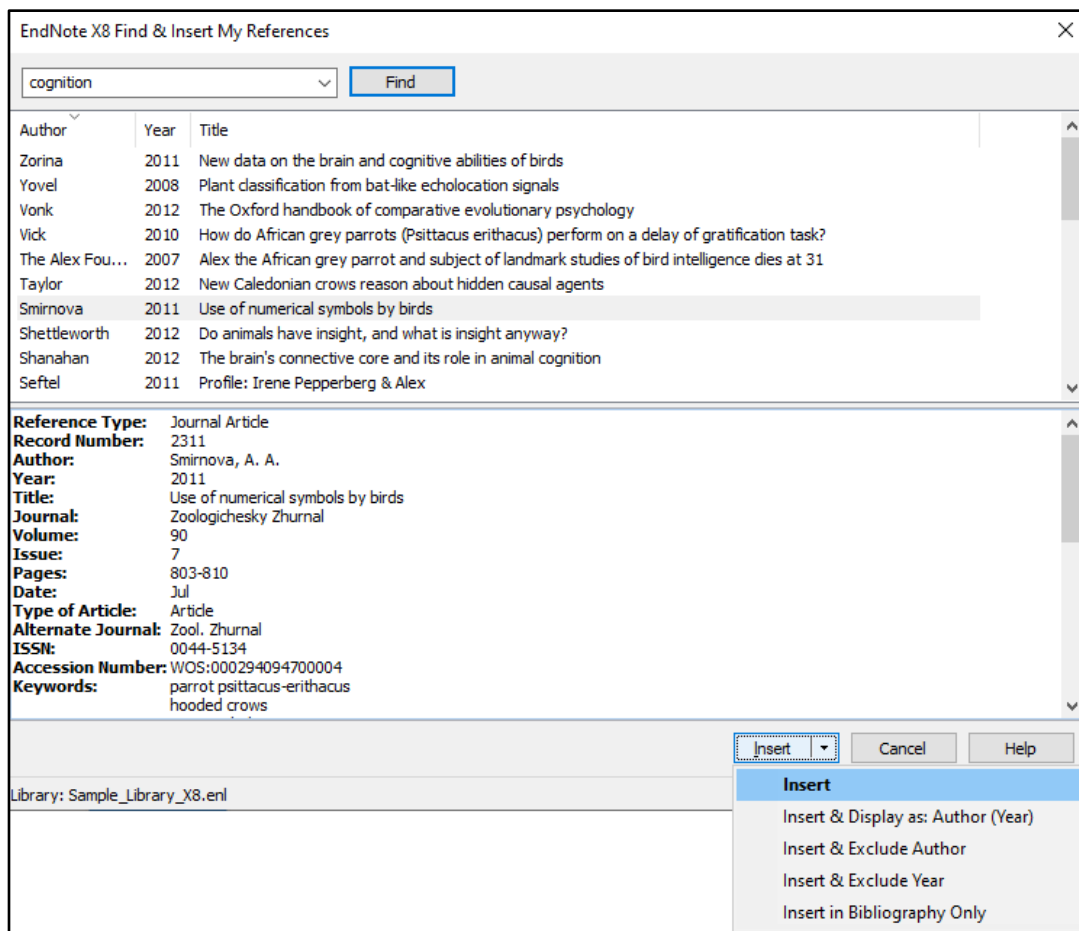 EndNote X8 Find & Insert My References
cognition Find
Author Year Title
Zorina 2011 New data on the brain and cognitive abilities of birds
Yovel 2008 Plant classification from bat-like echolocation signals
Vonk 2012 The Oxford handbook of comparative evolutionary psychology
Vick 2010 How do African grey parrots (Psittacus erithacus) perform on a delay of gratification task?
The Alex Fou... 2007 Alex the African grey parrot and subject of landmark studies of bird intelligence dies at 31
Taylor 2012 New Caledonian crows reason about hidden causal agents
Smirnova 2011 Use of numerical symbols by birds
Shettleworth 2012 Do animals have insight, and what is insight anyway?
Shanahan 2012 The brain's connective core and its role in animal cognition
Seftel 2011 Profile: Irene Pepperberg & Alex
Reference Type: Journal Article
Record Number: 2311
Author: Smirnova, A. A.
Year: 2011
Title: Use of numerical symbols by birds
Journal: Zoologichesky Zhurnal
Volume: 90
Issue: 7
Pages: 803-810
Date: Jul
Type of Article: Article
Alternate Journal: Zool. Zhurnal
ISSN: 0044-5134
Accession Number: WOS:000294094700004
Keywords: parrot psittacus-erithacus
hooded crows
Insert Cancel Help
Library: Sample_Library_X8.enl
Insert
Insert & Display as: Author (Year)
Insert & Exclude Author
Insert & Exclude Year
Insert in Bibliography Only